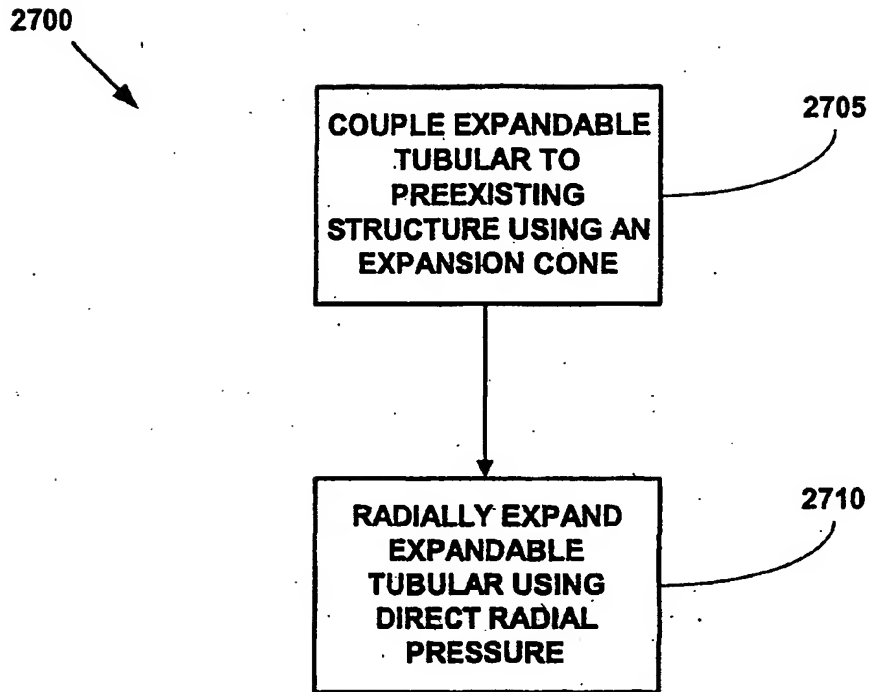 2700
2705
COUPLE EXPANDABLE
TUBULAR TO
PREEXISTING
STRUCTURE USING AN
EXPANSION CONE
2710
RADIALLY EXPAND
EXPANDABLE
TUBULAR USING
DIRECT RADIAL
PRESSURE